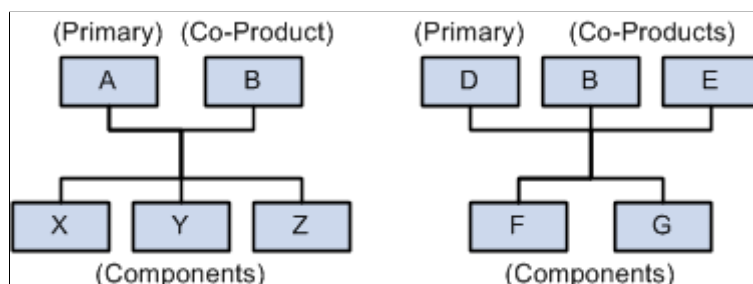 (Primary) (Co-Product) (Primary) (Co-Products)
A B D B E
X Y Z F G
(Components) (Components)